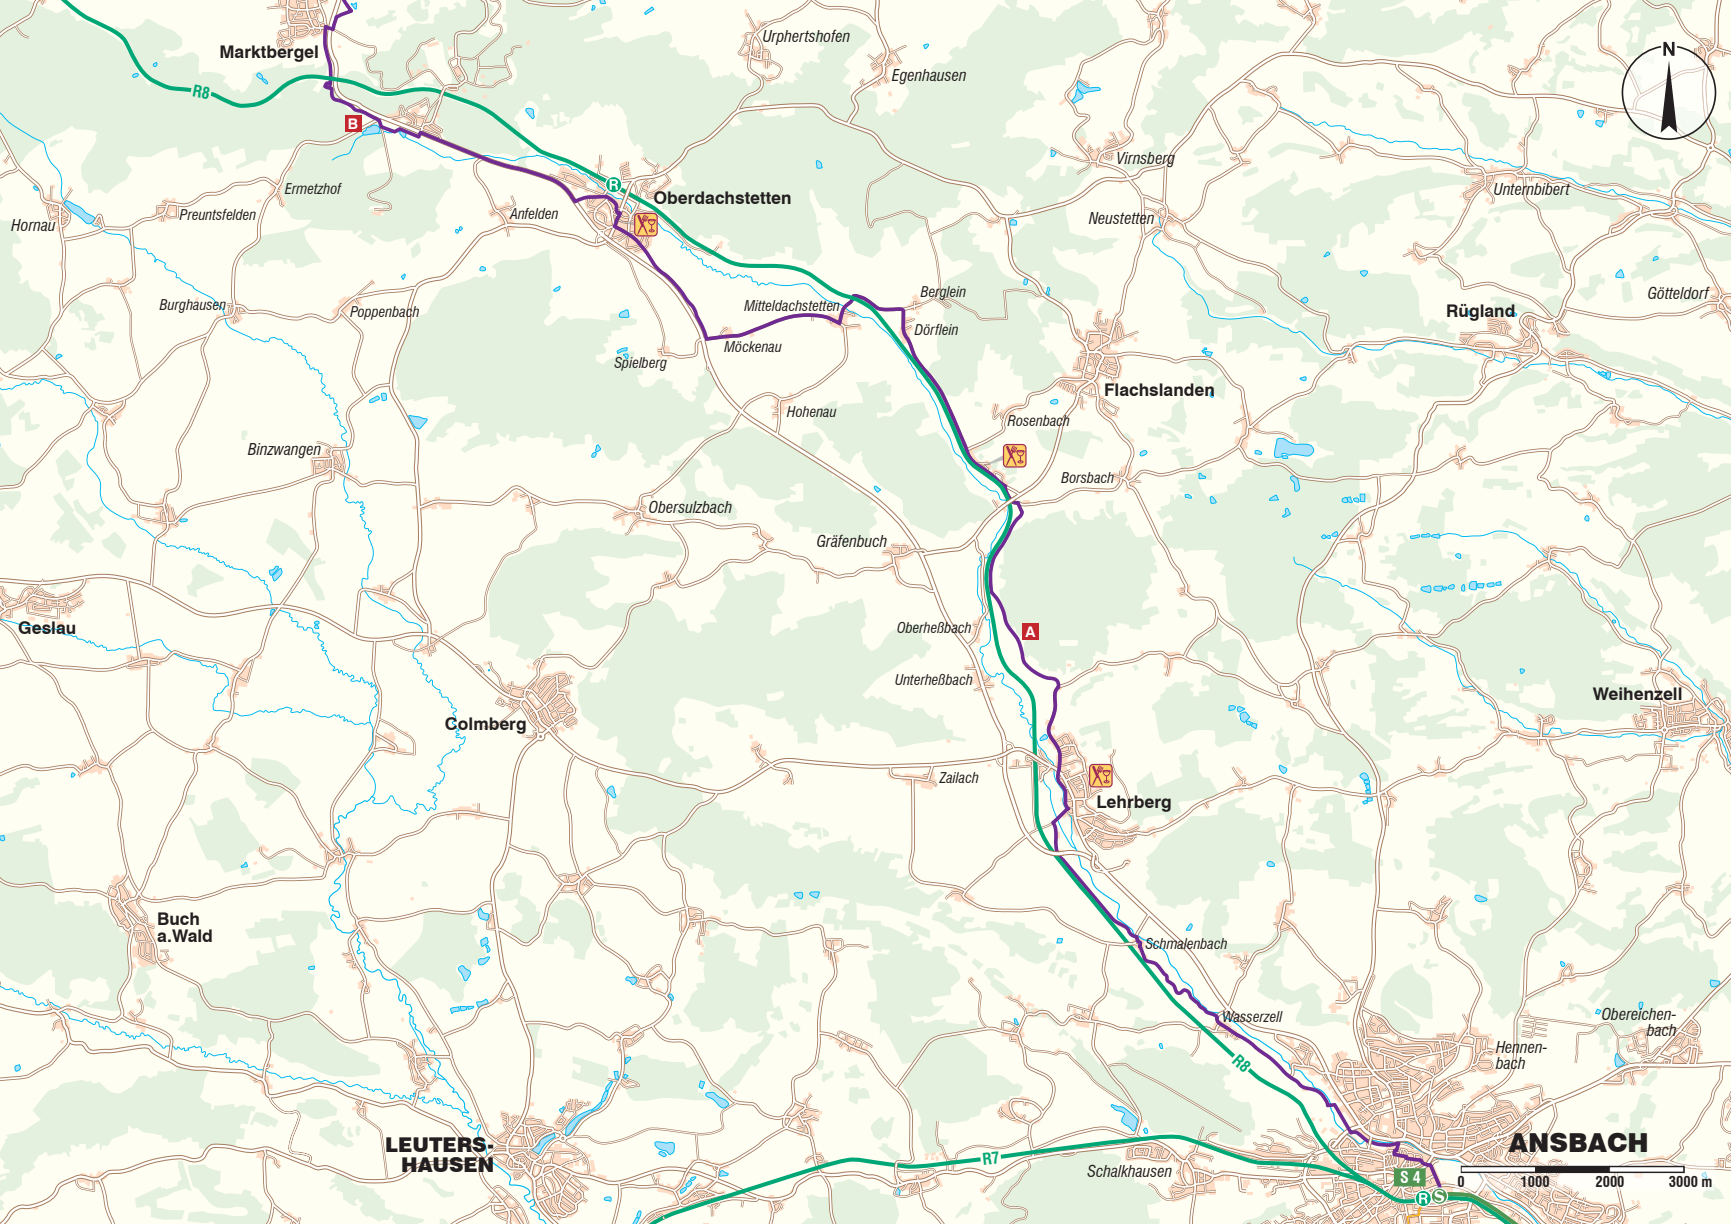 Marktbergel
Urphertshofen
Egenhausen
N
R8
B
Virnsberg
Unternbibert
Ermetzhof
R
Oberdachstetten
Preuntsfelden
Anfelden
Neustetten
Hornau
Burghausen
Poppenbach
Mitteldachstetten
Berglein
Götteldorf
Rügland
Dörflein
Möckenau
Spielberg
Flachslanden
Hohenau
Rosenbach
Binzwangen
Borsbach
Obersulzbach
Gräfenbuch
Geslau
Oberheßbach
A
Unterheßbach
Weihenzell
Colmberg
Zailach
Lehrberg
Buch
a.Wald
Schmalenbach
Wasserzell
Obereichen-
bach
Hennen-
bach
R8
LEUTERS-
HAUSEN
ANSBACH
R7
Schalkhausen
S 4
0 1000 2000 3000 m
R S